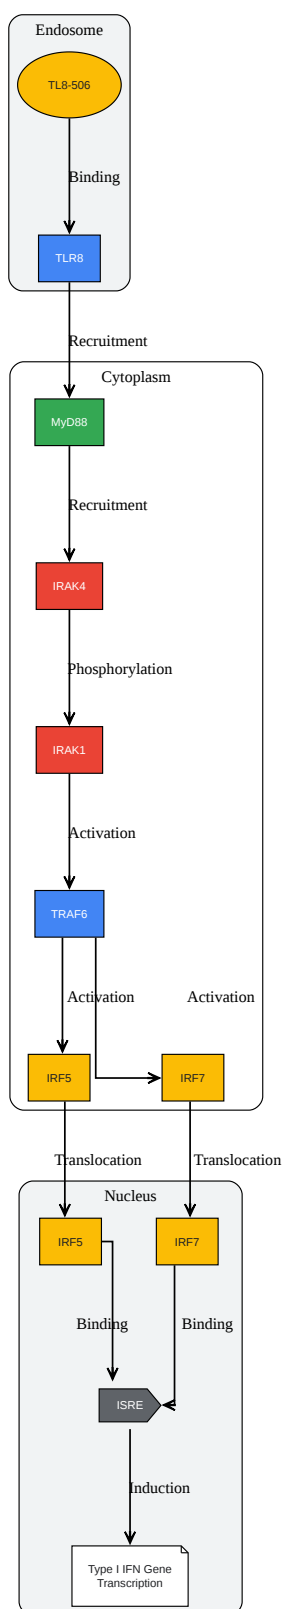 Endosome
TL8-506
Binding
TLR8
Recruitment
Cytoplasm
MyD88
Recruitment
IRAK4
Phosphorylation
IRAK1
Activation
TRAF6
Activation
Activation
IRF5
IRF7
Translocation
Translocation
Nucleus
IRF5
IRF7
Binding
Binding
ISRE
Induction
Type I IFN Gene
Transcription